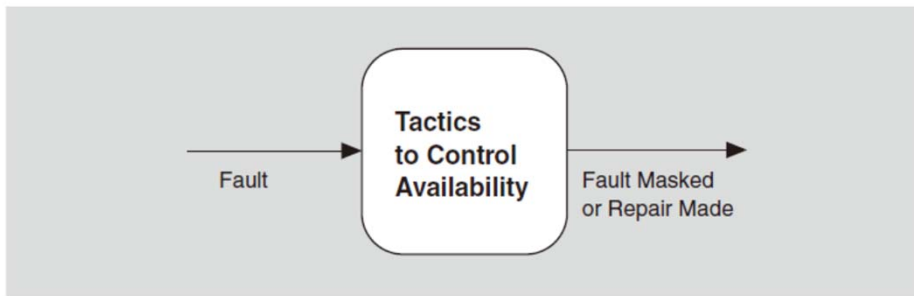 Fault
Tactics
to Control
Availability
Fault Masked
or Repair Made